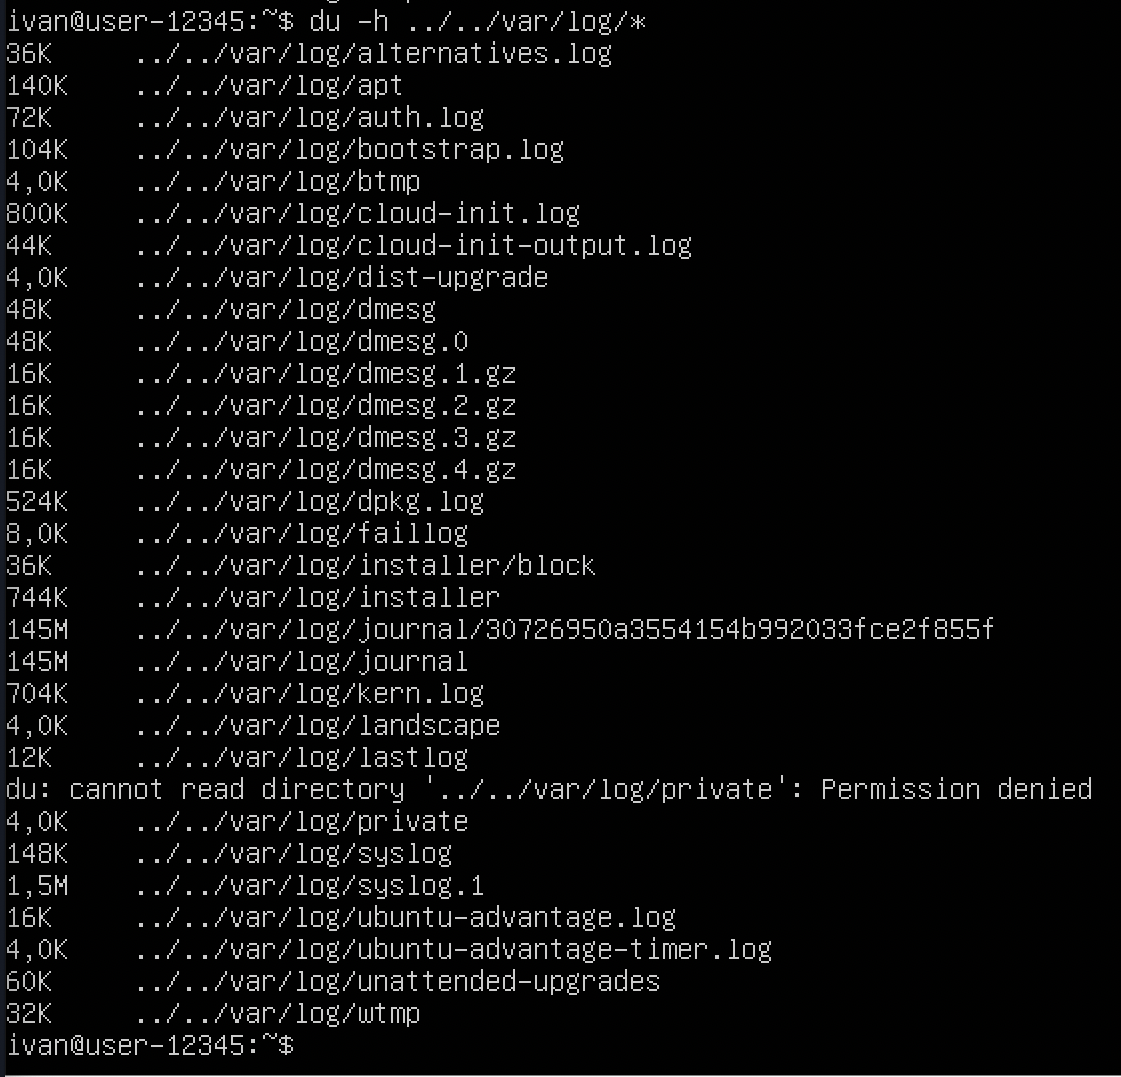 ivan@user-12345:~$ du -h ../../var/log/*
36K ../../var/log/alternatives.log
140K ../../var/log/apt
72K ../../var/log/auth.log
104K ../../var/log/bootstrap.log
4,0K ../../var/log/btmp
800K ../../var/log/cloud-init.log
44K ../../var/log/cloud-init-output.log
4,0K ../../var/log/dist-upgrade
48K ../../var/log/dmesg
48K ../../var/log/dmesg.0
16K ../../var/log/dmesg.1.gz
16K ../../var/log/dmesg.2.gz
16K ../../var/log/dmesg.3.gz
16K ../../var/log/dmesg.4.gz
524K ../../var/log/dpkg.log
8,0K ../../var/log/faillog
36K ../../var/log/installer/block
744K ../../var/log/installer
145M ../../var/log/journal/30726950a3554154b992033fce2f855f
145M ../../var/log/journal
704K ../../var/log/kern.log
4,0K ../../var/log/landscape
12K ../../var/log/lastlog
du: cannot read directory '../../var/log/private': Permission denied
4,0K ../../var/log/private
148K ../../var/log/syslog
1,5M ../../var/log/syslog.1
16K ../../var/log/ubuntu-advantage.log
4,0K ../../var/log/ubuntu-advantage-timer.log
60K ../../var/log/unattended-upgrades
32K ../../var/log/wtmp
ivan@user-12345:~$